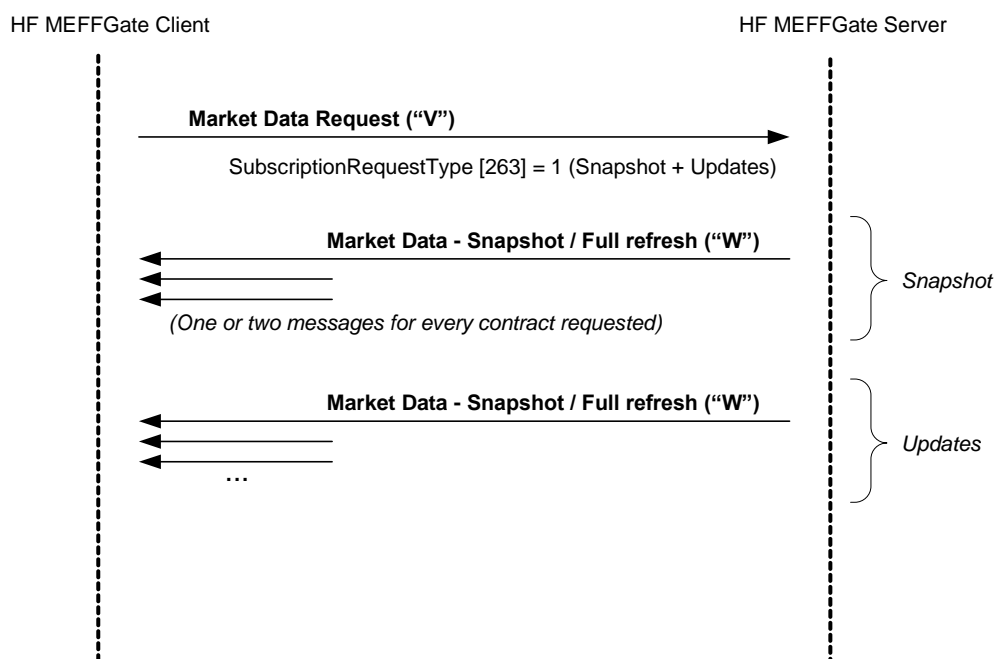 HF MEFFGate Client
HF MEFFGate Server
Market Data Request (“V”)
SubscriptionRequestType [263] = 1 (Snapshot + Updates)
Market Data - Snapshot / Full refresh (“W”)
Snapshot
(One or two messages for every contract requested)
Market Data - Snapshot / Full refresh (“W”)
Updates
...